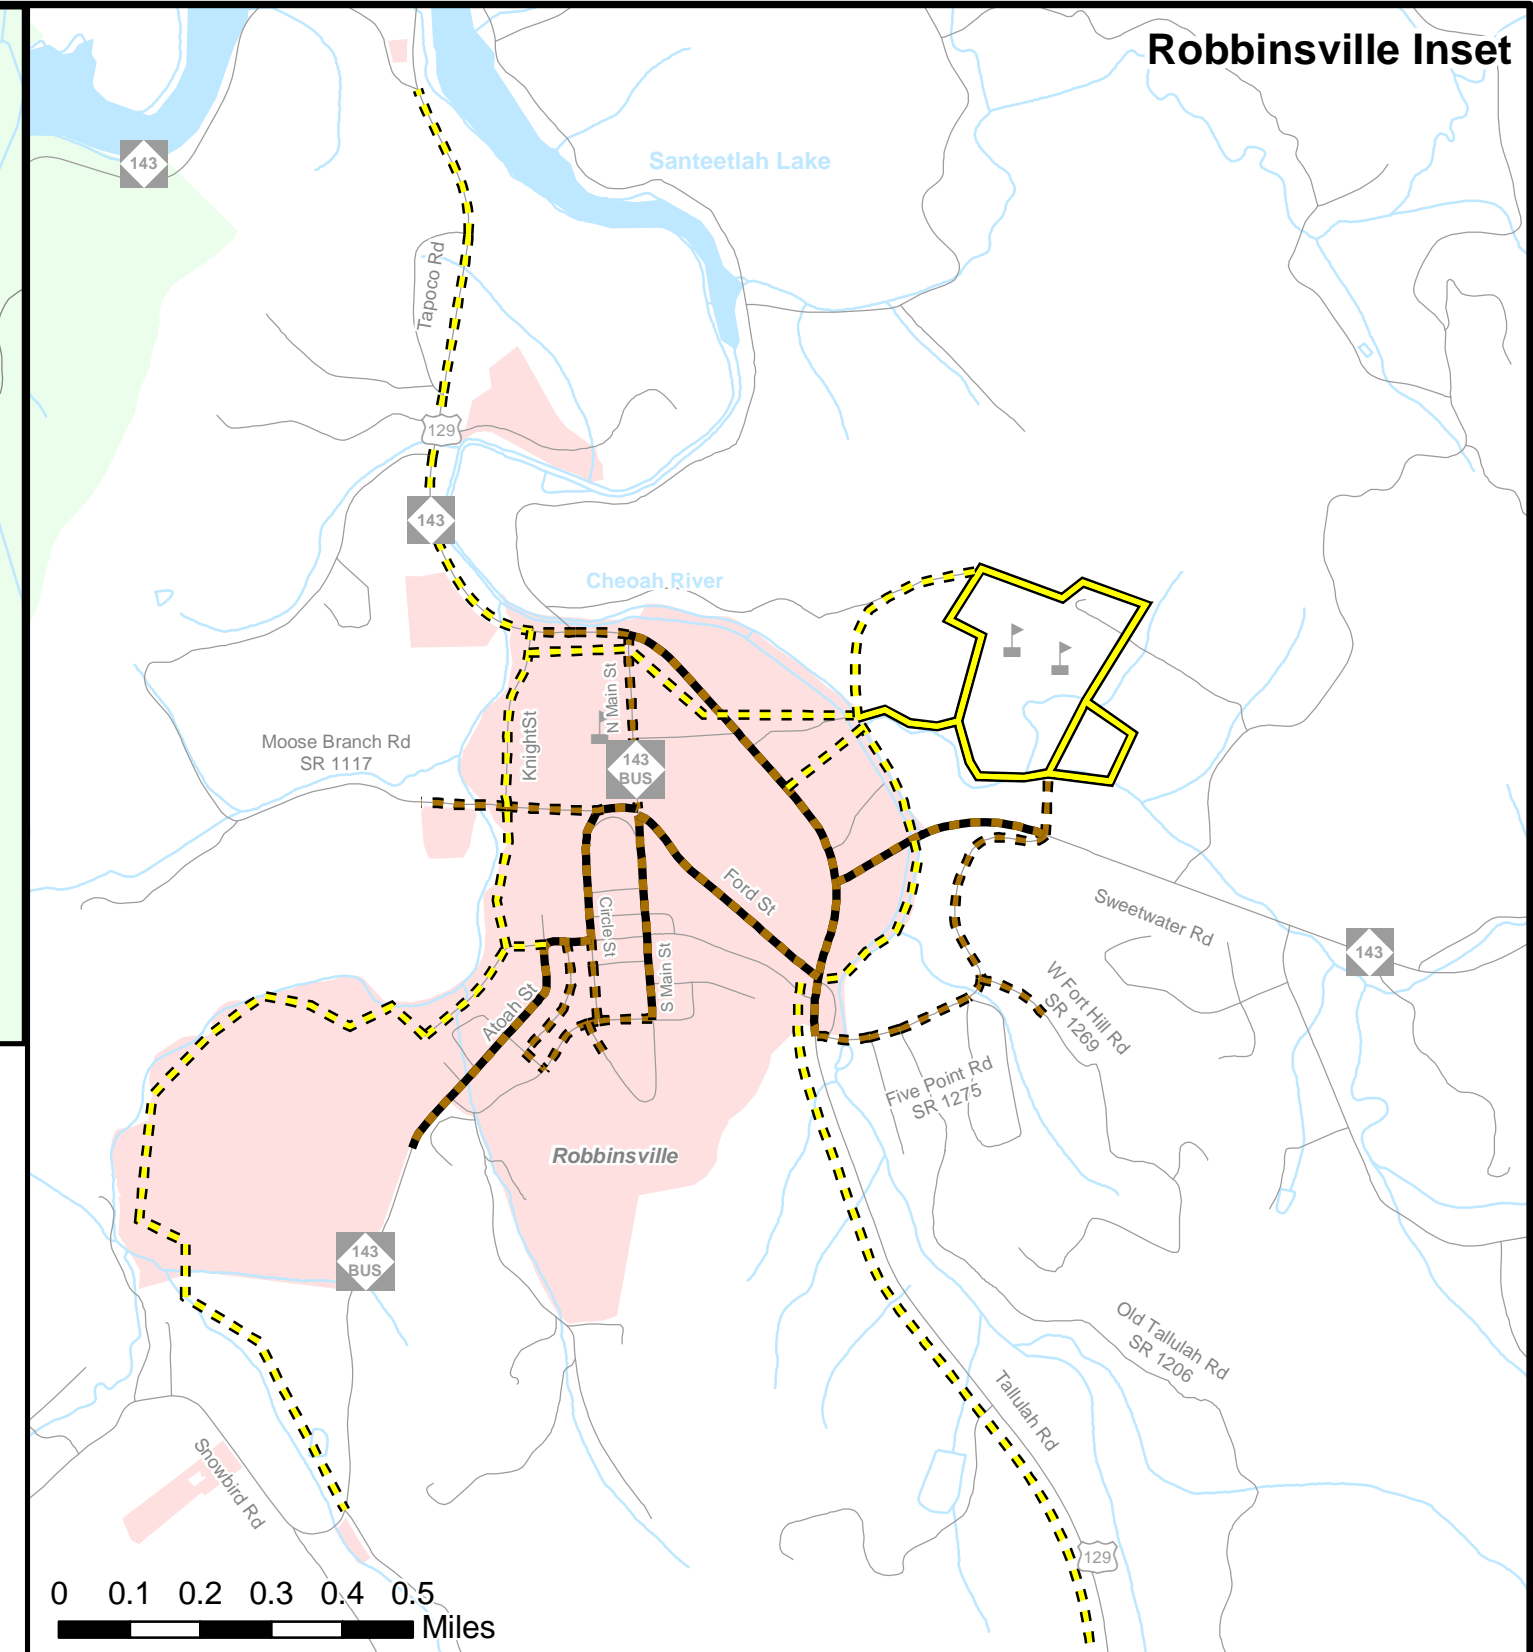 Robbinsville Inset
143
Santeetlah Lake
Tapoco Rd
129
143
Cheoah River
N Main St
KnightSt
Moose Branch Rd
SR 1117
143
BUS
Ford St
Circle St
S Main St
Sweetwater Rd
143
Atoah St
W Fort Hill Rd
SR 1269
Five Point Rd
SR 1275
Robbinsville
143
BUS
Old Tallulah Rd
SR 1206
Tallulah Rd
Snowbird Rd
129
0 0.1 0.2 0.3 0.4 0.5
Miles